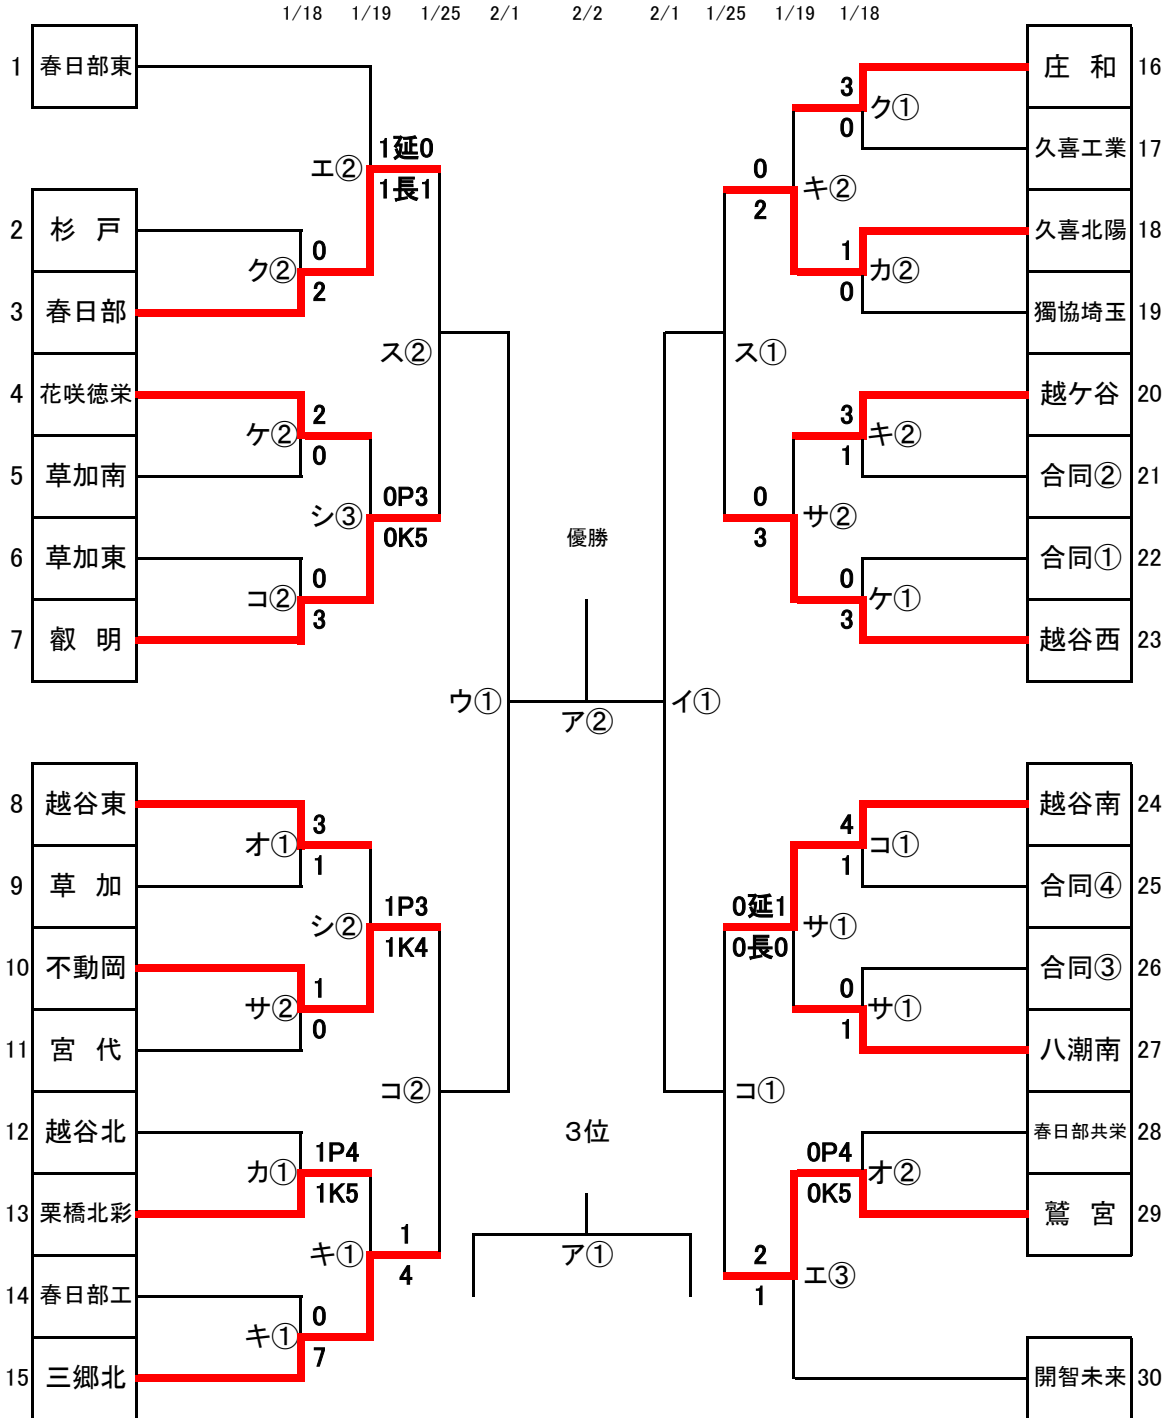 1/18 1/19 1/25 2/1 2/2 2/1 1/25 1/19 1/18
1 春日部東
庄 和 16
3
ク①
0
久喜工業 17
エ②
1延0
1長1
0
2
キ②
2 杉 戸
久喜北陽 18
ク②
0
2
1
0
カ②
3 春日部
獨協埼玉 19
ス②
ス①
4 花咲徳栄
越ケ谷 20
ケ②
2
0
3
1
キ②
5 草加南
合同② 21
シ③
0P3
0K5
0
3
サ②
優勝
6 草加東
合同① 22
コ②
0
3
0
3
ケ①
7 叡 明
越谷西 23
ウ①
ア②
イ①
8 越谷東
越谷南 24
オ①
3
1
4
1
コ①
9 草 加
合同④ 25
シ②
1P3
1K4
0延1
0長0
サ①
10 不動岡
合同③ 26
サ②
1
0
0
1
サ①
11 宮 代
八潮南 27
コ②
コ①
12 越谷北
3位
春日部共栄 28
カ①
1P4
1K5
0P4
0K5
オ②
13 栗橋北彩
鷲 宮 29
キ①
1
4
ア①
2
1
エ③
14 春日部工
キ①
0
7
15 三郷北
開智未来 30